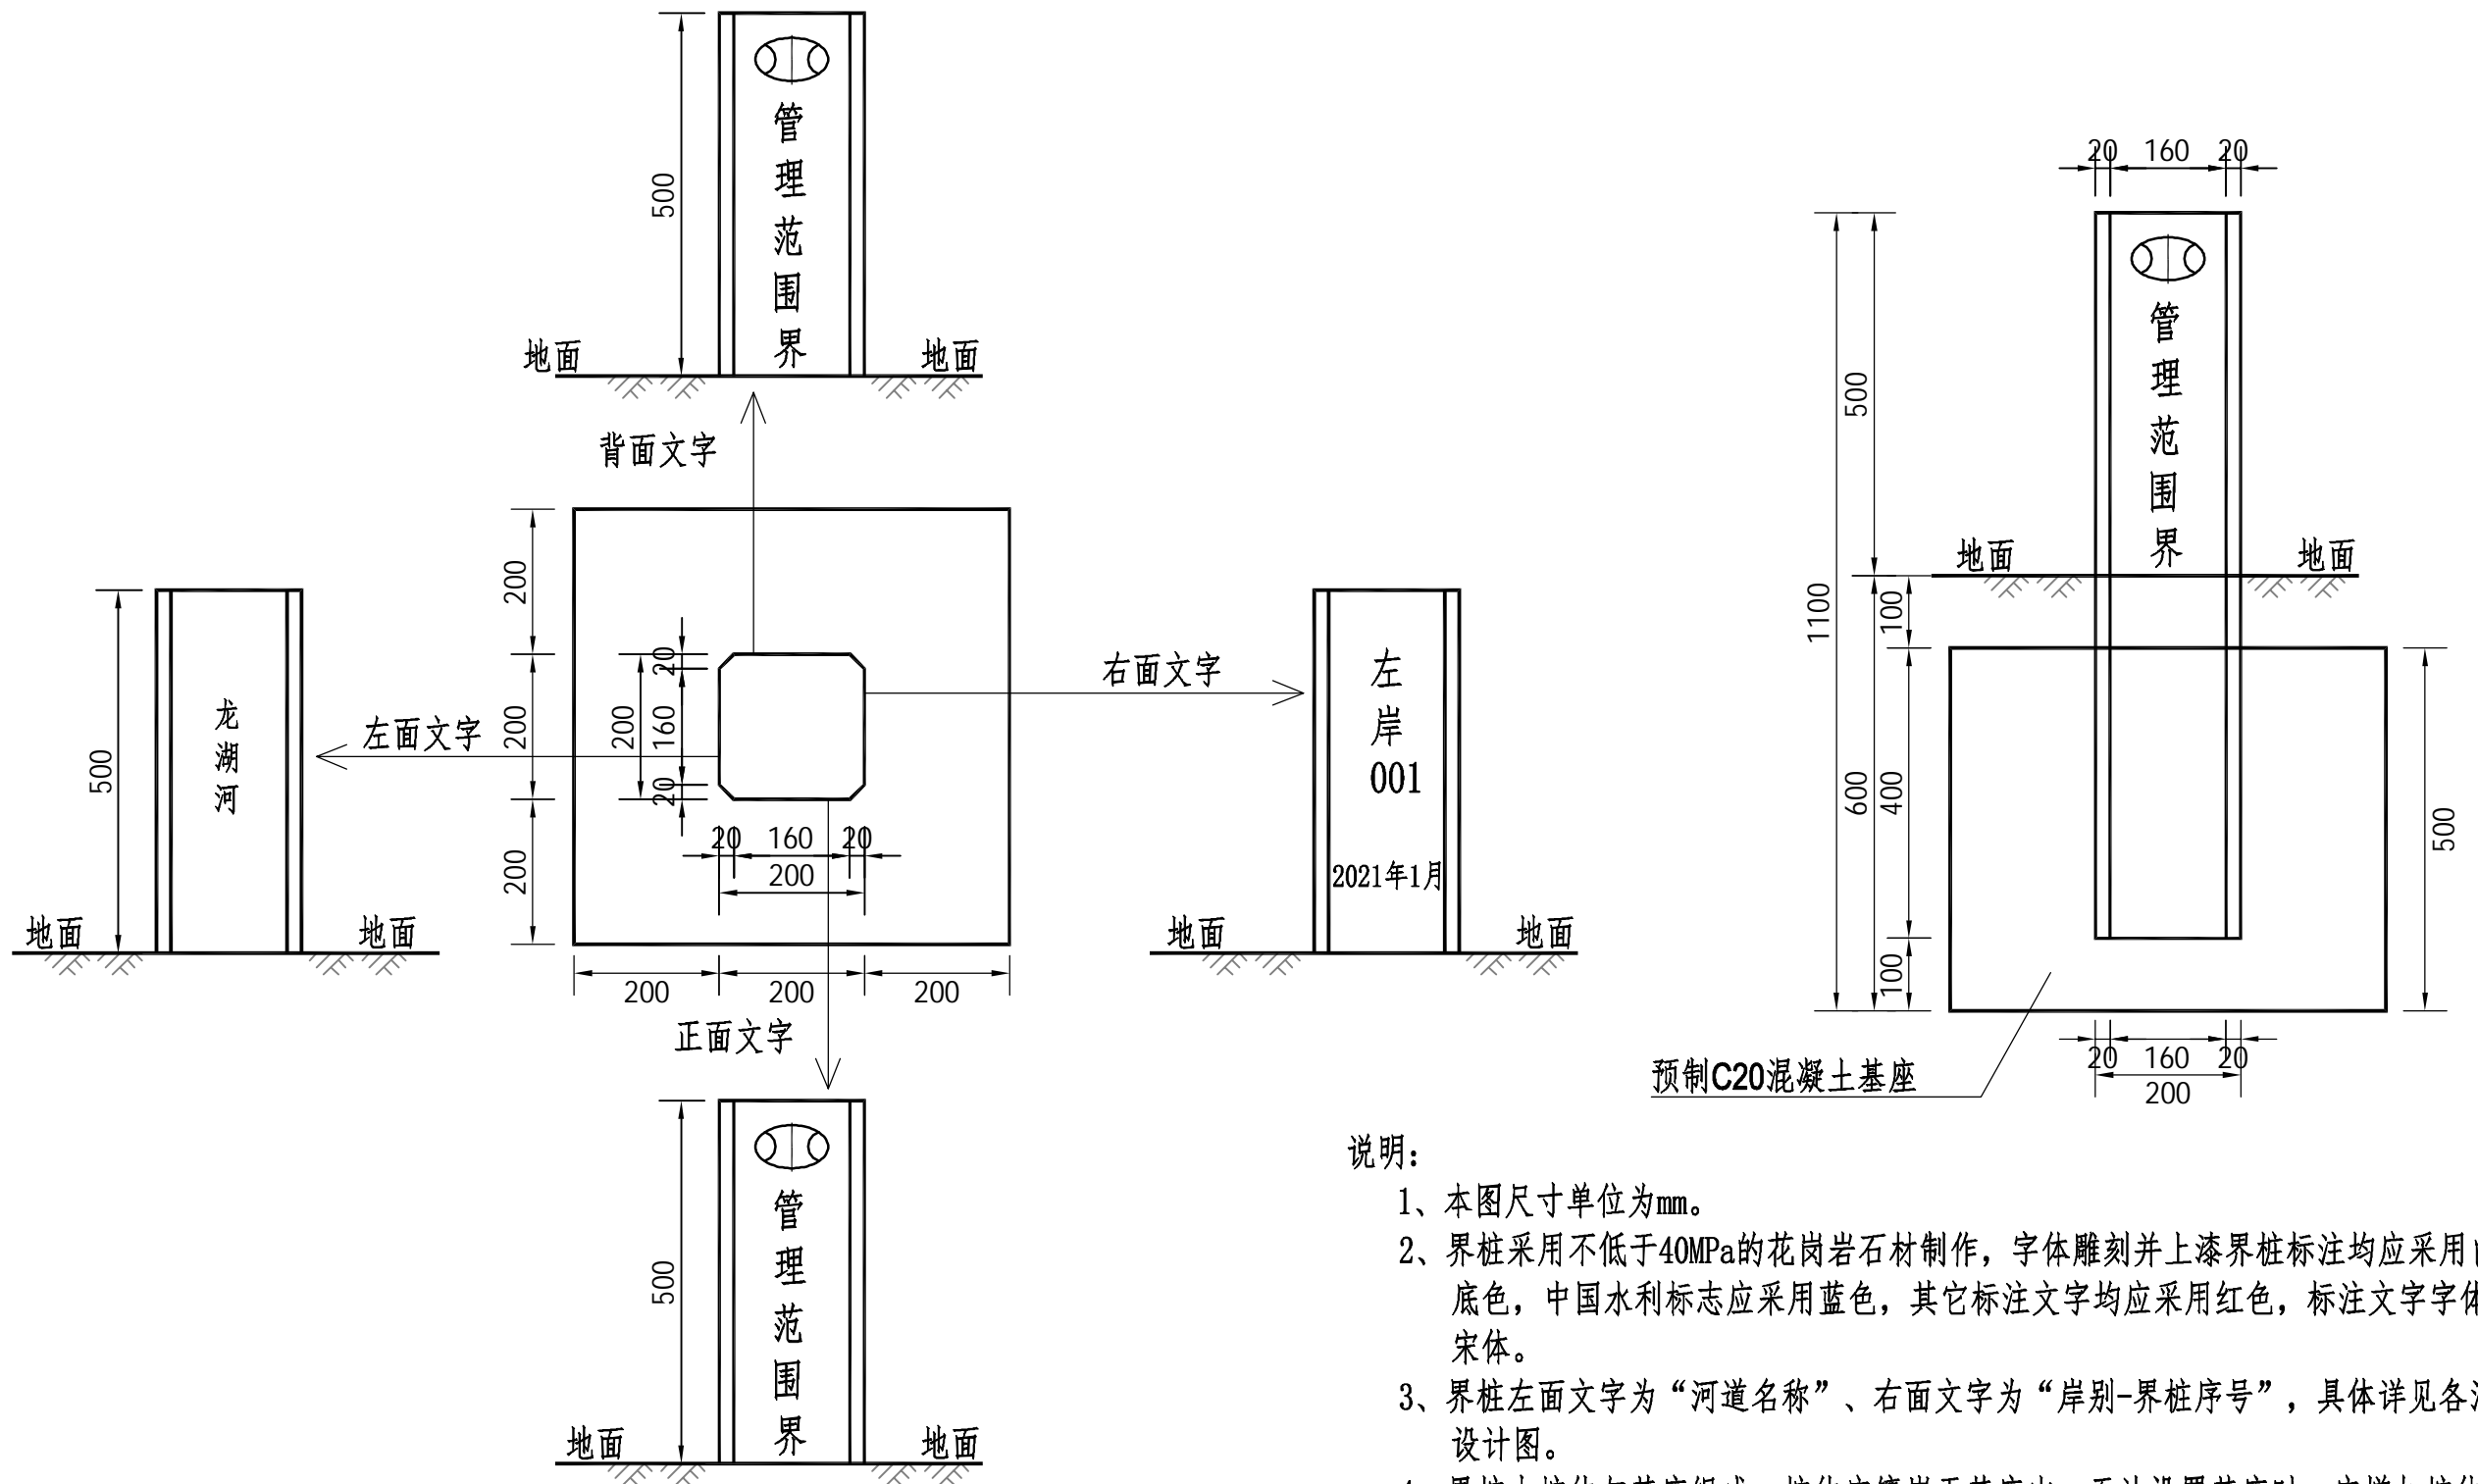 500
管理范围界
地面
地面
背面文字
20
160
20
管理范围界
500
1100
地面
地面
100
600
400
100
500
20
160
20
200
预制C20混凝土基座
200
200
200
200
20
160
20
20
160
20
200
200
200
200
左面文字
右面文字
正面文字
500
龙湖河
地面
地面
左岸
001
2021年1月
地面
地面
500
管理范围界
地面
地面
说明：
1、本图尺寸单位为mm。
2、界桩采用不低于40MPa的花岗岩石材制作，字体雕刻并上漆界桩标注均应采用
底色，中国水利标志应采用蓝色，其它标注文字均应采用红色，标注文字字体
宋体。
3、界桩左面文字为“河道名称”、右面文字为“岸别-界桩序号”，具体详见各
设计图。